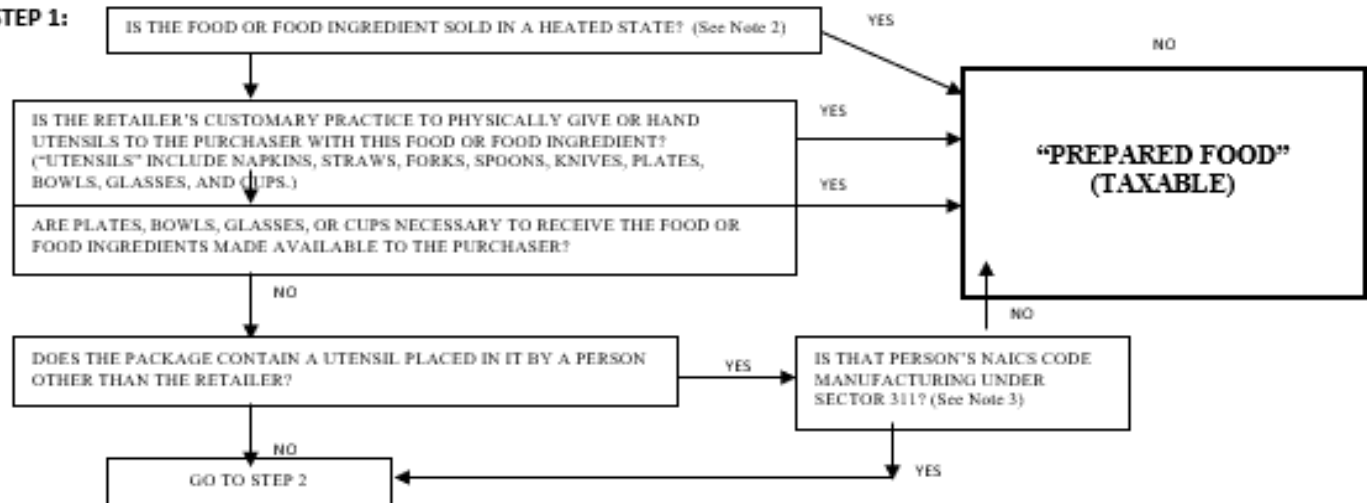 STEP 1:
IS THE FOOD OR FOOD INGREDIENT SOLD IN A HEATED STATE? (See Note 2)
YES
NO
IS THE RETAILER'S CUSTOMARY PRACTICE TO PHYSICALLY GIVE OR HAND
UTENSILS TO THE PURCHASER WITH THIS FOOD OR FOOD INGREDIENT?
("UTENSILS" INCLUDE NAPKINS, STRAWS, FORKS, SPOONS, KNIVES, PLATES,
BOWLS, GLASSES, AND CUPS.)
YES
YES
"PREPARED FOOD"
(TAXABLE)
ARE PLATES, BOWLS, GLASSES, OR CUPS NECESSARY TO RECEIVE THE FOOD OR
FOOD INGREDIENTS MADE AVAILABLE TO THE PURCHASER?
NO
NO
DOES THE PACKAGE CONTAIN A UTENSIL PLACED IN IT BY A PERSON
OTHER THAN THE RETAILER?
YES
IS THAT PERSON'S NAICS CODE
MANUFACTURING UNDER
SECTOR 311? (See Note 3)
NO
YES
GO TO STEP 2